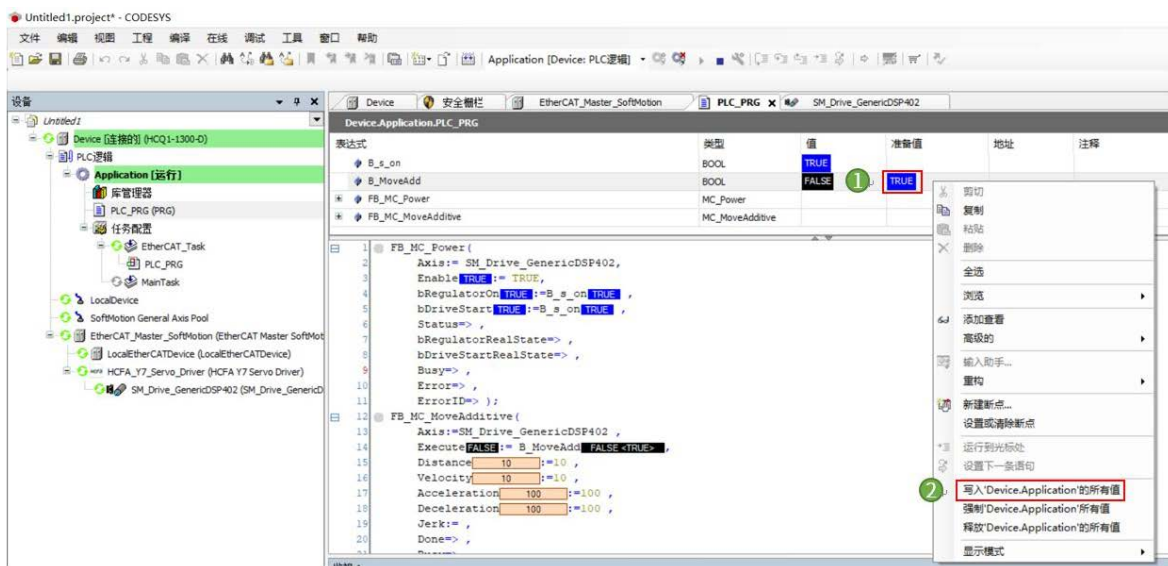 Untitled1.project* - CODESYS
文件 编辑 视图 工程 编译 在线 调试 工具 窗口 帮助
Application [Device: PLC逻辑]
设备
Untitled1
Device [连接的] (HCQ1-1300-D)
PLC逻辑
Application [运行]
库管理器
PLC_PRG (PRG)
任务配置
EtherCAT_Task
PLC_PRG
MainTask
LocalDevice
SoftMotion General Axis Pool
EtherCAT_Master_SoftMotion (EtherCAT Master SoftMot
LocalEtherCATDevice (LocalEtherCATDevice)
HCFA_Y7_Servo_Driver (HCFA Y7 Servo Driver)
SM_Drive_GenericDSP402 (SM_Drive_GenericD
Device 安全栅栏 EtherCAT_Master_SoftMotion PLC_PRG SM_Drive_GenericDSP402
Device.Application.PLC_PRG
表达式 类型 值 准备值 地址 注释
B_s_on BOOL TRUE
B_MoveAdd BOOL FALSE 1 TRUE
FB_MC_Power MC_Power
FB_MC_MoveAdditive MC_MoveAdditive
1 FB_MC_Power(
2 Axis:= SM_Drive_GenericDSP402,
3 Enable TRUE := TRUE,
4 bRegulatorOn TRUE :=B_s_on TRUE ,
5 bDriveStart TRUE :=B_s_on TRUE ,
6 Status=> ,
7 bRegulatorRealState=> ,
8 bDriveStartRealState=> ,
9 Busy=> ,
10 Error=> ,
11 ErrorID=> );
12 FB_MC_MoveAdditive(
13 Axis:=SM_Drive_GenericDSP402 ,
14 Execute FALSE := B_MoveAdd FALSE <TRUE> ,
15 Distance 10 :=10 ,
16 Velocity 10 :=10 ,
17 Acceleration 100 :=100 ,
18 Deceleration 100 :=100 ,
19 Jerk:= ,
20 Done=> ,
剪切
复制
粘贴
删除
全选
浏览
添加查看
高级的
输入助手...
重构
新建断点...
设置或清除断点
运行到光标处
设置下一条语句
2 写入'Device.Application'的所有值
强制'Device.Application'所有值
释放'Device.Application'的所有值
显示模式